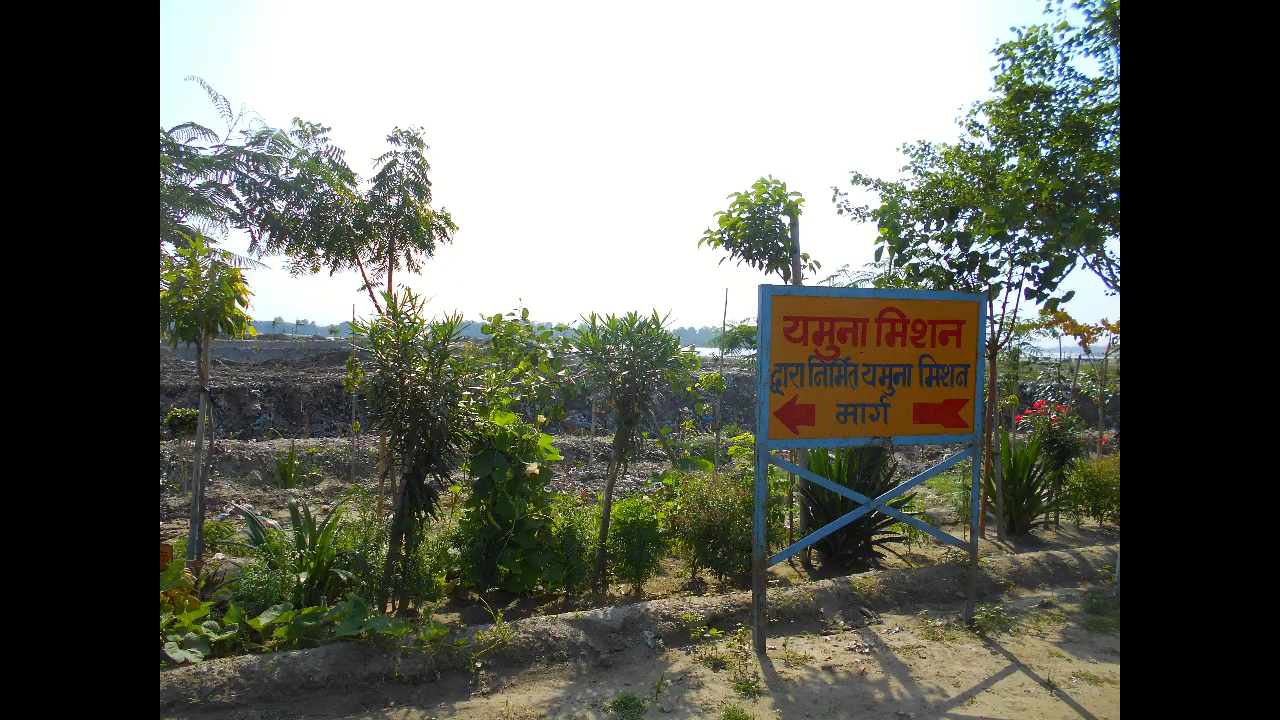 यमुना मिशन
द्वारा निर्मित यमुना मिशन
मार्ग